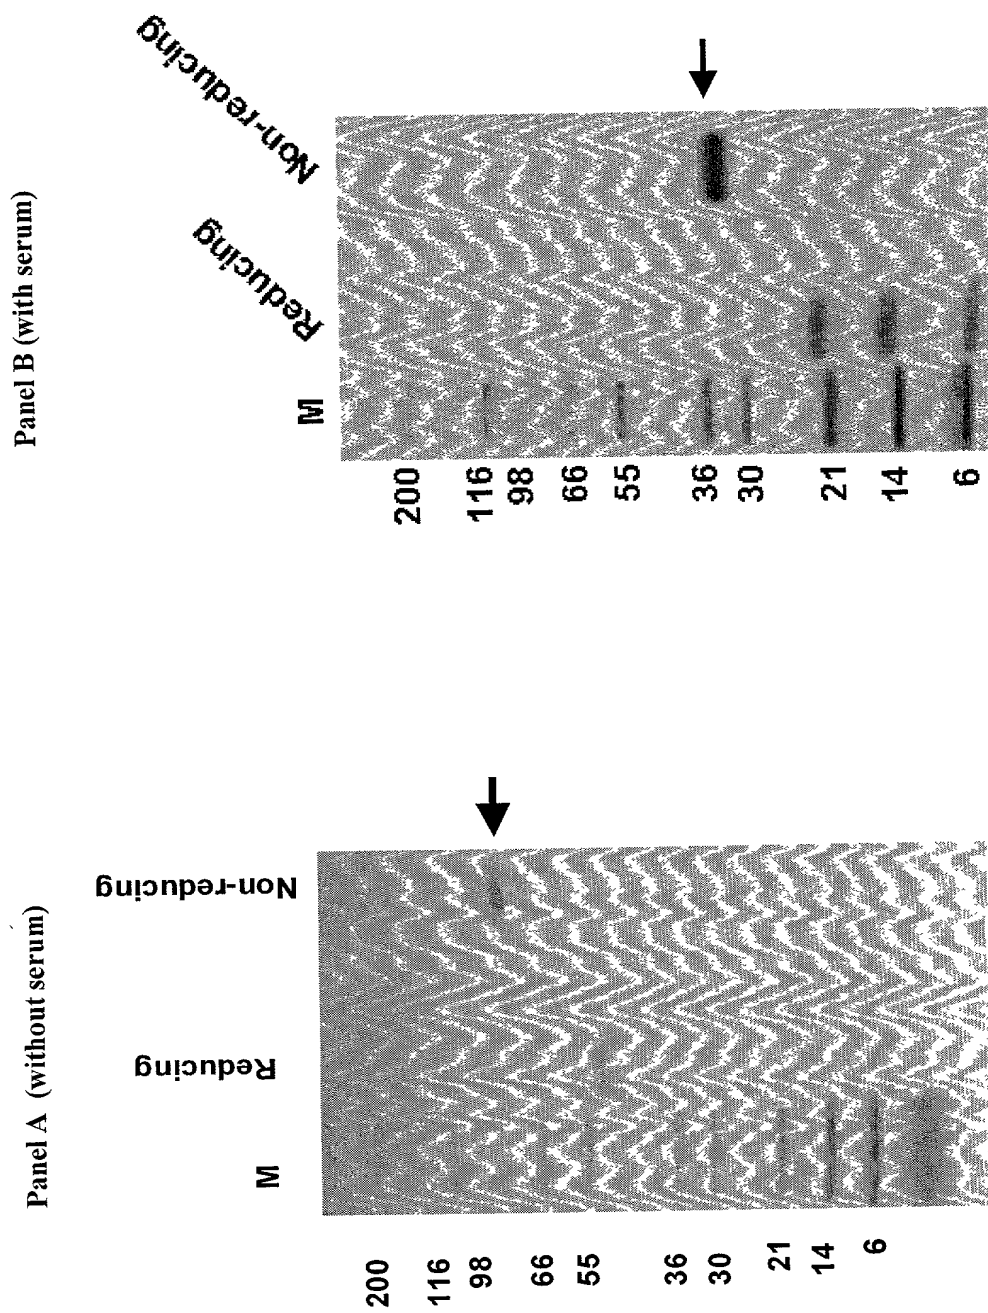 Panel A (without serum)
M
Reducing
Non-reducing
200
116
98
66
55
36
30
21
14
6
Panel B (with serum)
M
Reducing
Non-reducing
200
116
98
66
55
36
30
21
14
6